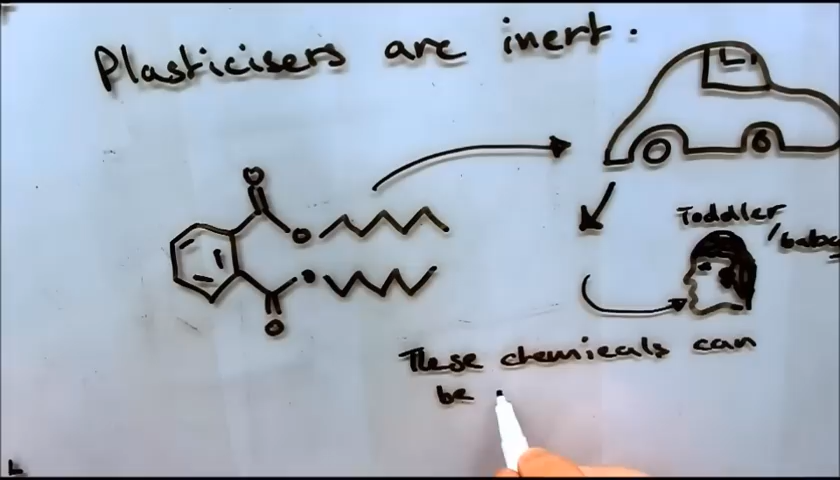 Plasticisers are inert.
O
O
O
O
Toddler
/baby
These chemicals can
be